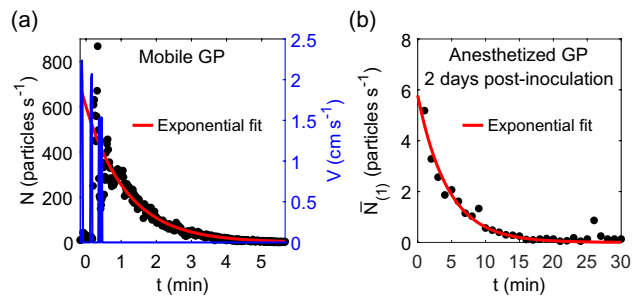 (a)
Mobile GP
Exponential fit
N (particles s⁻¹)
800
600
400
200
0
V (cm s⁻¹)
2.5
2
1.5
1
0.5
0
0 1 2 3 4 5
t (min)
(b)
Anesthetized GP
2 days post-inoculation
Exponential fit
N̅₍₁₎ (particles s⁻¹)
8
6
4
2
0
0 5 10 15 20 25 30
t (min)